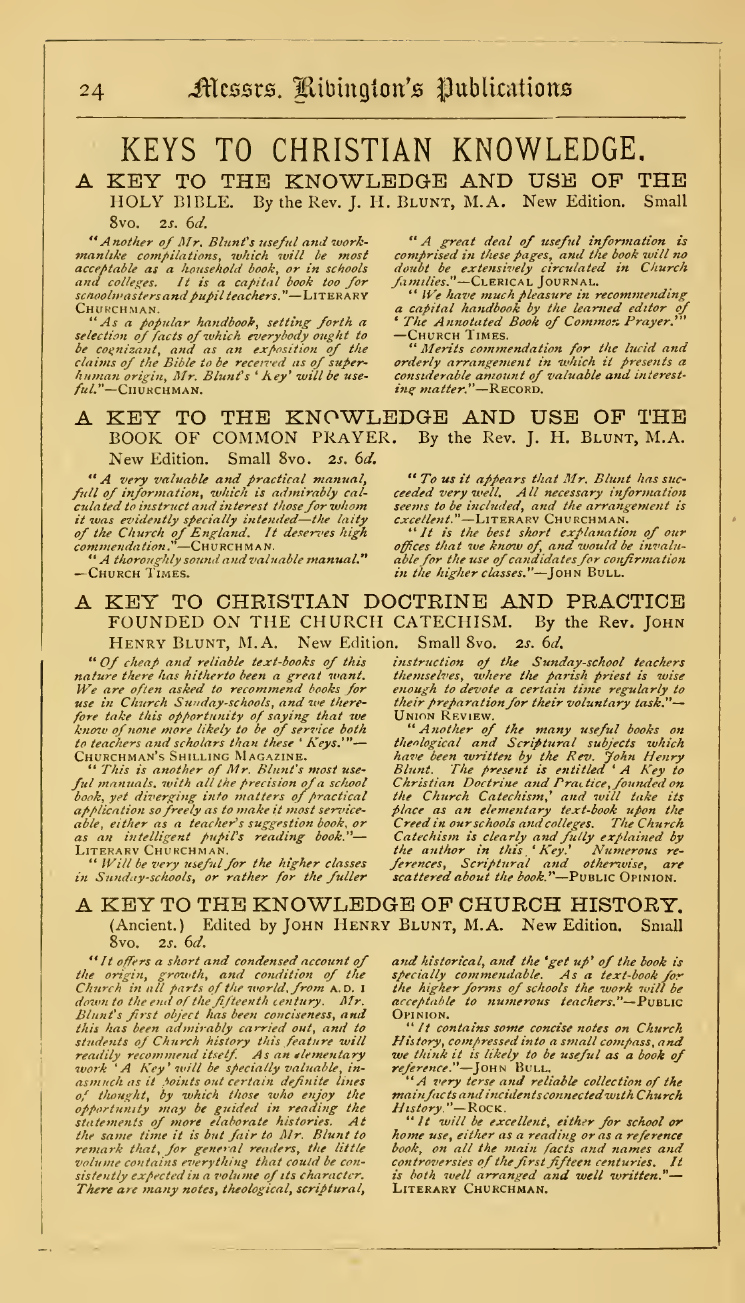 24 Messrs. Rivington's Publications
KEYS TO CHRISTIAN KNOWLEDGE.
A KEY TO THE KNOWLEDGE AND USE OF THE
HOLY BIBLE. By the Rev. J. H. BLUNT, M.A. New Edition. Small
8vo. 2s. 6d.
"Another of Mr. Blunt's useful and work-
manlike compilations, which will be most
acceptable as a household book, or in schools
and colleges. It is a capital book too for
schoolmasters and pupil teachers."—LITERARY
CHURCHMAN.
"As a popular handbook, setting forth a
selection of facts of which everybody ought to
be cognizant, and as an exposition of the
claims of the Bible to be received as of super-
human origin, Mr. Blunt's 'Key' will be use-
ful."—CHURCHMAN.
"A great deal of useful information is
comprised in these pages, and the book will no
doubt be extensively circulated in Church
families."—CLERICAL JOURNAL.
"We have much pleasure in recommending
a capital handbook by the learned editor of
'The Annotated Book of Common Prayer.'"
—CHURCH TIMES.
"Merits commendation for the lucid and
orderly arrangement in which it presents a
considerable amount of valuable and interest-
ing matter."—RECORD.
A KEY TO THE KNOWLEDGE AND USE OF THE
BOOK OF COMMON PRAYER. By the Rev. J. H. BLUNT, M.A.
New Edition. Small 8vo. 2s. 6d.
"A very valuable and practical manual,
full of information, which is admirably cal-
culated to instruct and interest those for whom
it was evidently specially intended—the laity
of the Church of England. It deserves high
commendation."—CHURCHMAN.
"A thoroughly sound and valuable manual."
—CHURCH TIMES.
"To us it appears that Mr. Blunt has suc-
ceeded very well. All necessary information
seems to be included, and the arrangement is
excellent."—LITERARY CHURCHMAN.
"It is the best short explanation of our
offices that we know of, and would be invalu-
able for the use of candidates for confirmation
in the higher classes."—JOHN BULL.
A KEY TO CHRISTIAN DOCTRINE AND PRACTICE
FOUNDED ON THE CHURCH CATECHISM. By the Rev. JOHN
HENRY BLUNT, M.A. New Edition. Small 8vo. 2s. 6d.
"Of cheap and reliable text-books of this
nature there has hitherto been a great want.
We are often asked to recommend books for
use in Church Sunday-schools, and we there-
fore take this opportunity of saying that we
know of none more likely to be of service both
to teachers and scholars than these 'Keys.'"—
CHURCHMAN'S SHILLING MAGAZINE.
"This is another of Mr. Blunt's most use-
ful manuals, with all the precision of a school
book, yet diverging into matters of practical
application so freely as to make it most service-
able, either as a teacher's suggestion book, or
as an intelligent pupil's reading book."—
LITERARY CHURCHMAN.
"Will be very useful for the higher classes
in Sunday-schools, or rather for the fuller
instruction of the Sunday-school teachers
themselves, where the parish priest is wise
enough to devote a certain time regularly to
their preparation for their voluntary task."—
UNION REVIEW.
"Another of the many useful books on
theological and Scriptural subjects which
have been written by the Rev. John Henry
Blunt. The present is entitled 'A Key to
Christian Doctrine and Practice, founded on
the Church Catechism,' and will take its
place as an elementary text-book upon the
Creed in our schools and colleges. The Church
Catechism is clearly and fully explained by
the author in this 'Key.' Numerous re-
ferences, Scriptural and otherwise, are
scattered about the book."—PUBLIC OPINION.
A KEY TO THE KNOWLEDGE OF CHURCH HISTORY.
(Ancient.) Edited by JOHN HENRY BLUNT, M.A. New Edition. Small
8vo. 2s. 6d.
"It offers a short and condensed account of
the origin, growth, and condition of the
Church in all parts of the world, from A.D. 1
down to the end of the fifteenth century. Mr.
Blunt's first object has been conciseness, and
this has been admirably carried out, and to
students of Church history this feature will
readily recommend itself. As an elementary
work 'A Key' will be specially valuable, in-
asmuch as it points out certain definite lines
of thought, by which those who enjoy the
opportunity may be guided in reading the
statements of more elaborate histories. At
the same time it is but fair to Mr. Blunt to
remark that, for general readers, the little
volume contains everything that could be con-
sistently expected in a volume of its character.
There are many notes, theological, scriptural,
and historical, and the 'get up' of the book is
specially commendable. As a text-book for
the higher forms of schools the work will be
acceptable to numerous teachers."—PUBLIC
OPINION.
"It contains some concise notes on Church
History, compressed into a small compass, and
we think it is likely to be useful as a book of
reference."—JOHN BULL.
"A very terse and reliable collection of the
main facts and incidents connected with Church
History."—ROCK.
"It will be excellent, either for school or
home use, either as a reading or as a reference
book, on all the main facts and names and
controversies of the first fifteen centuries. It
is both well arranged and well written."—
LITERARY CHURCHMAN.